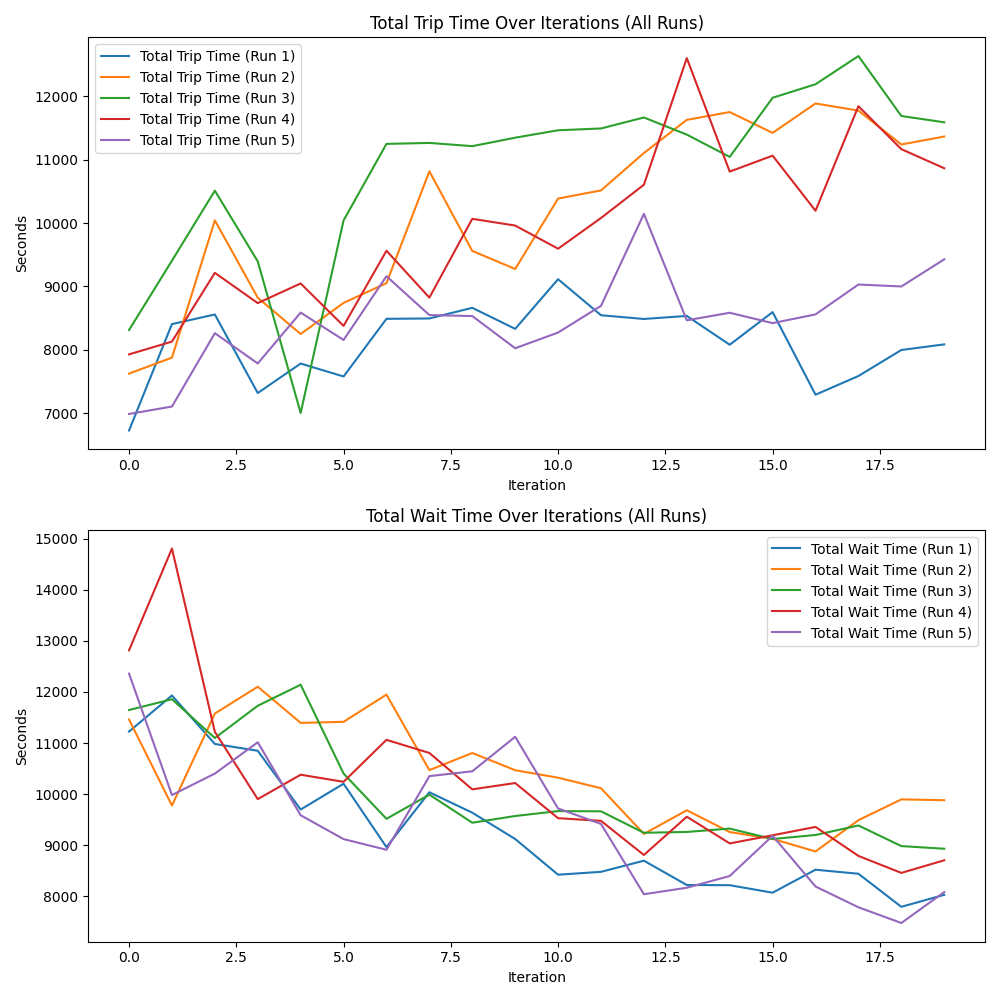 Total Trip Time Over Iterations (All Runs)
Total Trip Time (Run 1)
Total Trip Time (Run 2)
Total Trip Time (Run 3)
Total Trip Time (Run 4)
Total Trip Time (Run 5)
12000
11000
10000
9000
8000
7000
Seconds
0.0 2.5 5.0 7.5 10.0 12.5 15.0 17.5
Iteration
Total Wait Time Over Iterations (All Runs)
Total Wait Time (Run 1)
Total Wait Time (Run 2)
Total Wait Time (Run 3)
Total Wait Time (Run 4)
Total Wait Time (Run 5)
15000
14000
13000
12000
11000
10000
9000
8000
Seconds
0.0 2.5 5.0 7.5 10.0 12.5 15.0 17.5
Iteration